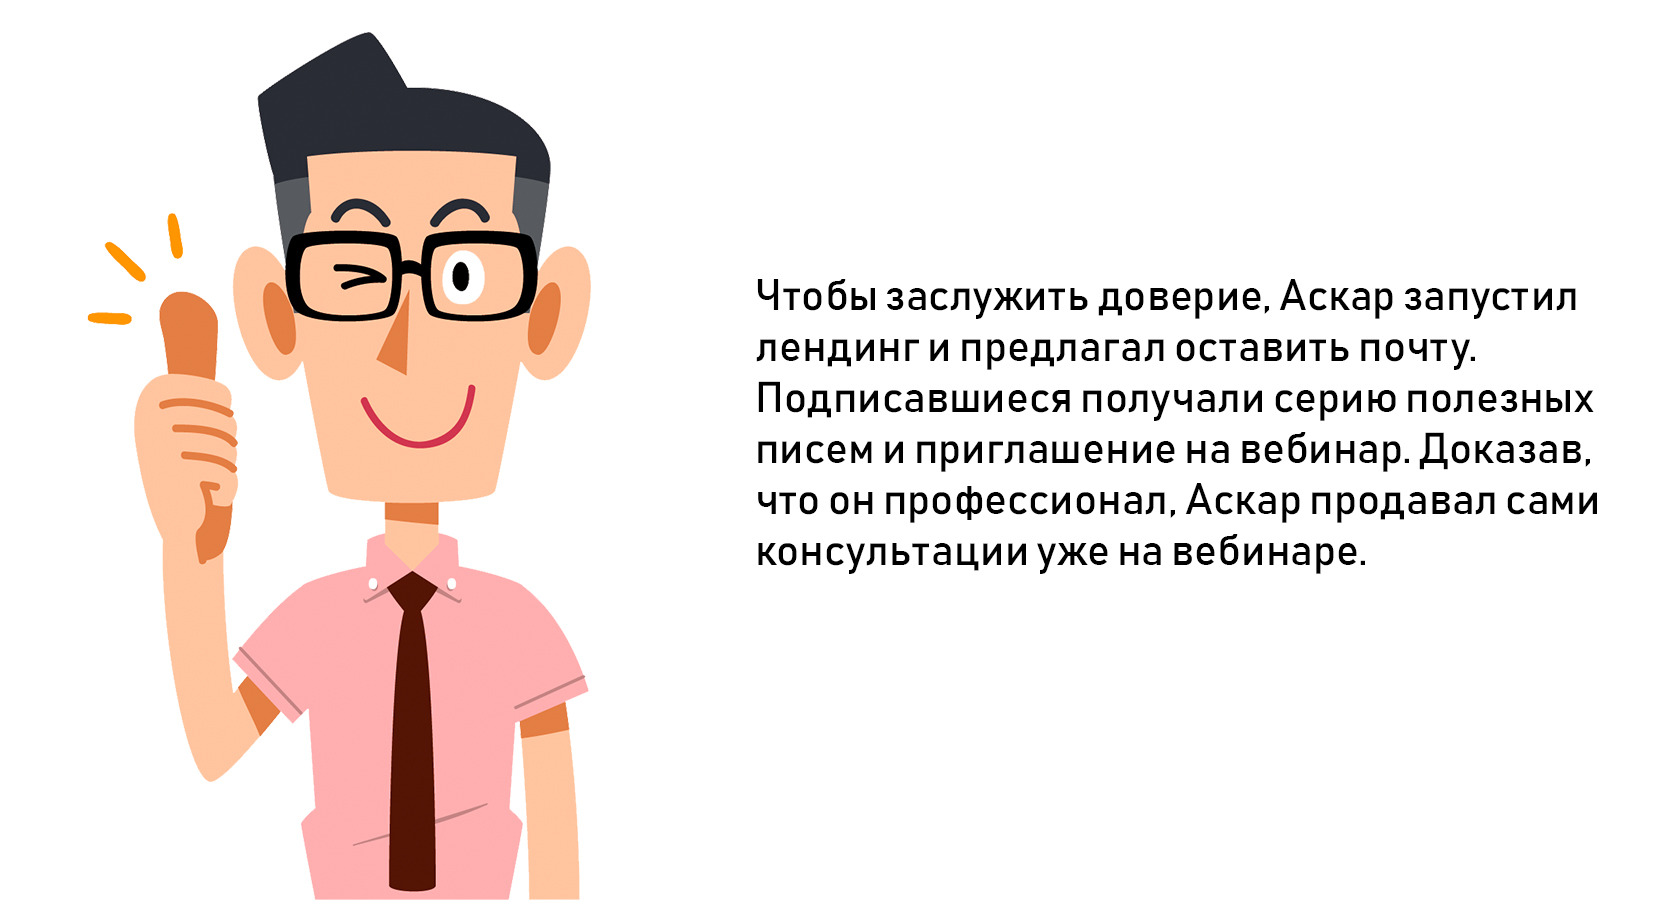 Чтобы заслужить доверие, Аскар запустил
лендинг и предлагал оставить почту.
Подписавшиеся получали серию полезных
писем и приглашение на вебинар. Доказав,
что он профессионал, Аскар продавал сами
консультации уже на вебинаре.